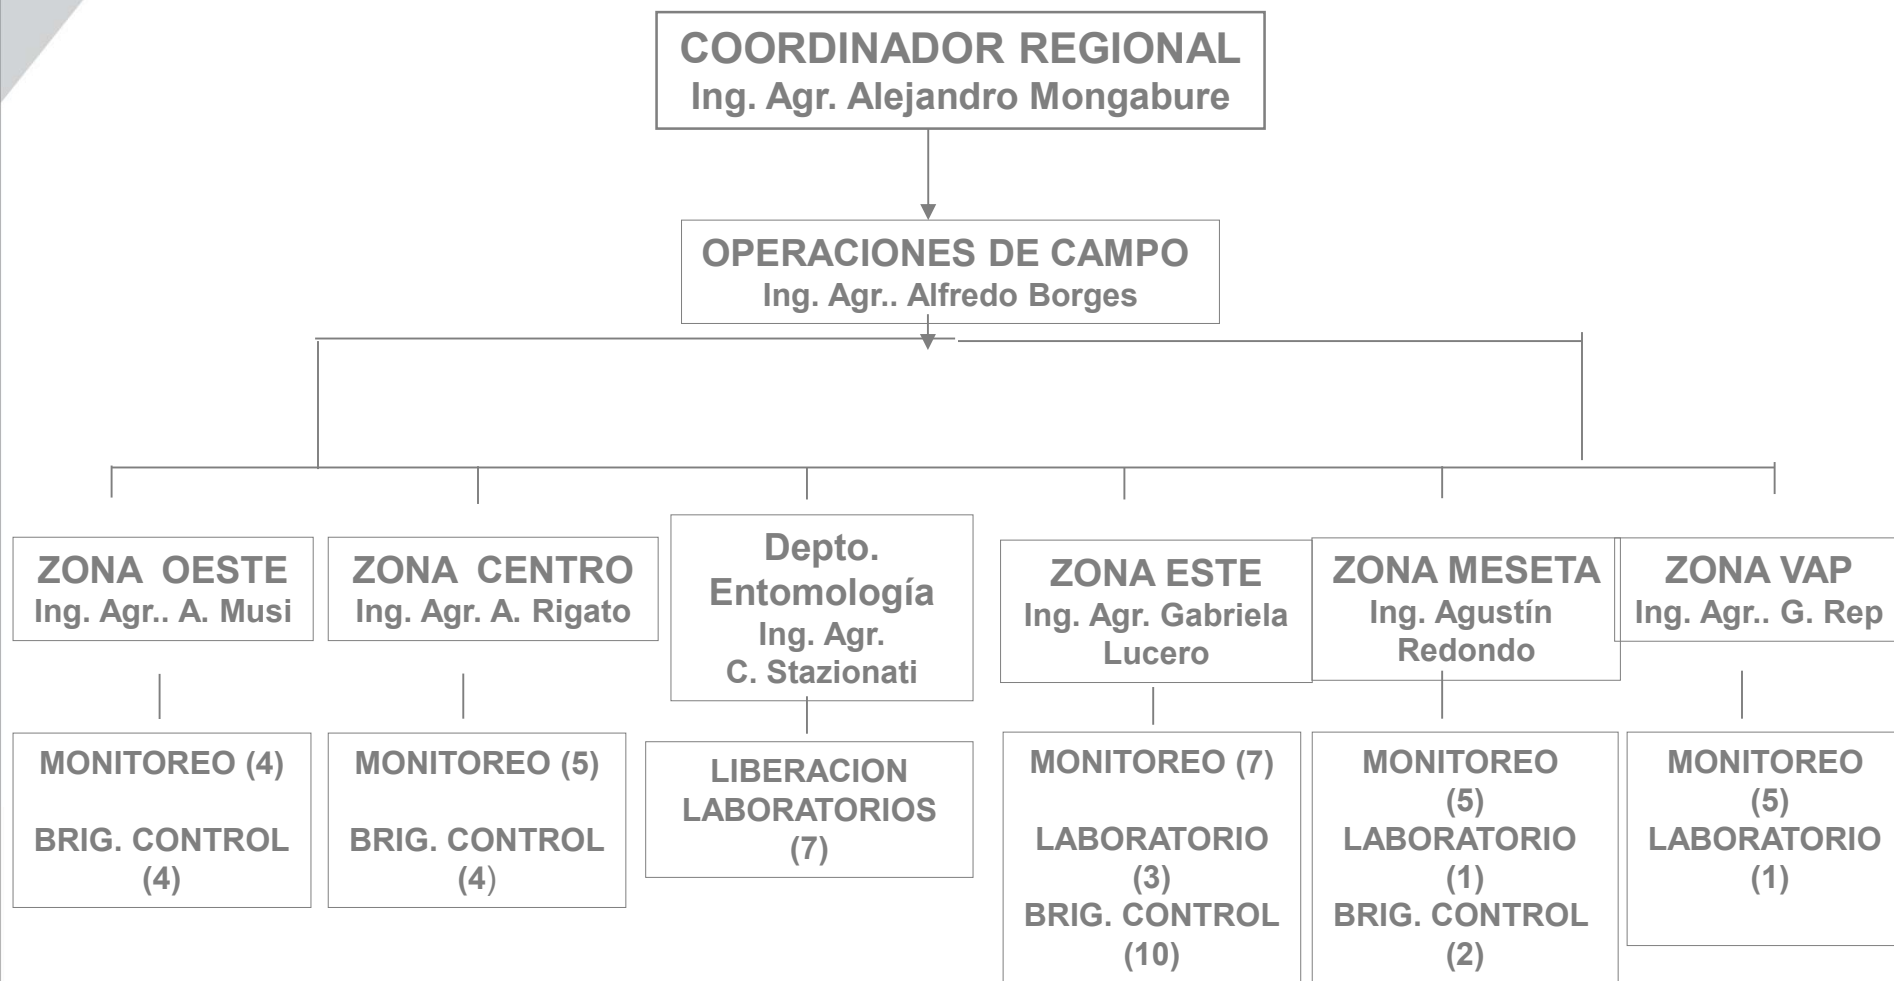 COORDINADOR REGIONAL
Ing. Agr. Alejandro Mongabure
OPERACIONES DE CAMPO
Ing. Agr.. Alfredo Borges
ZONA OESTE
Ing. Agr.. A. Musi
ZONA CENTRO
Ing. Agr. A. Rigato
Depto.
Entomología
Ing. Agr.
C. Stazionati
ZONA ESTE
Ing. Agr. Gabriela
Lucero
ZONA MESETA
Ing. Agustín
Redondo
ZONA VAP
Ing. Agr.. G. Rep
MONITOREO (4)
BRIG. CONTROL
(4)
MONITOREO (5)
BRIG. CONTROL
(4)
LIBERACION
LABORATORIOS
(7)
MONITOREO (7)
LABORATORIO
(3)
BRIG. CONTROL
(10)
MONITOREO
(5)
LABORATORIO
(1)
BRIG. CONTROL
(2)
MONITOREO
(5)
LABORATORIO
(1)